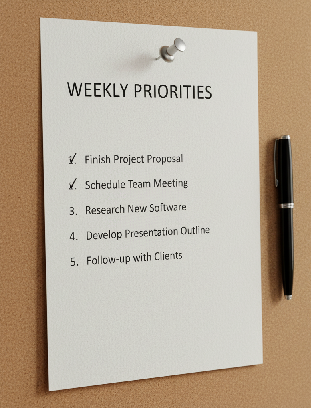 WEEKLY PRIORITIES
✓ Finish Project Proposal
✓ Schedule Team Meeting
3. Research New Software
4. Develop Presentation Outline
5. Follow-up with Clients